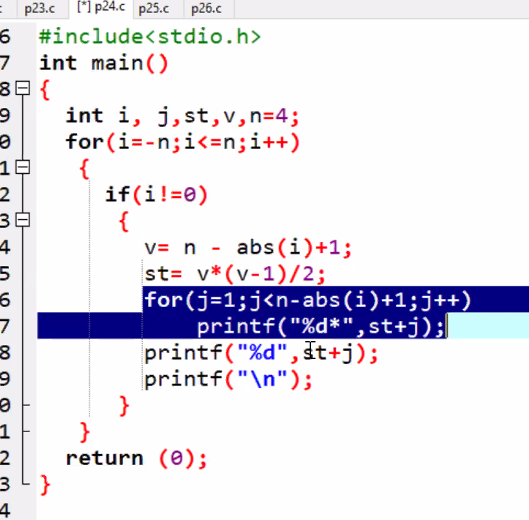 p23.c [*] p24.c p25.c p26.c
6 #include<stdio.h>
7 int main()
8 {
9 int i, j,st,v,n=4;
0 for(i=-n;i<=n;i++)
1 {
2 if(i!=0)
3 {
4 v= n - abs(i)+1;
5 st= v*(v-1)/2;
6 for(j=1;j<n-abs(i)+1;j++)
7 printf("%d*",st+j);
8 printf("%d",st+j);
9 printf("\n");
0 }
1 }
2 return (0);
3 }
4